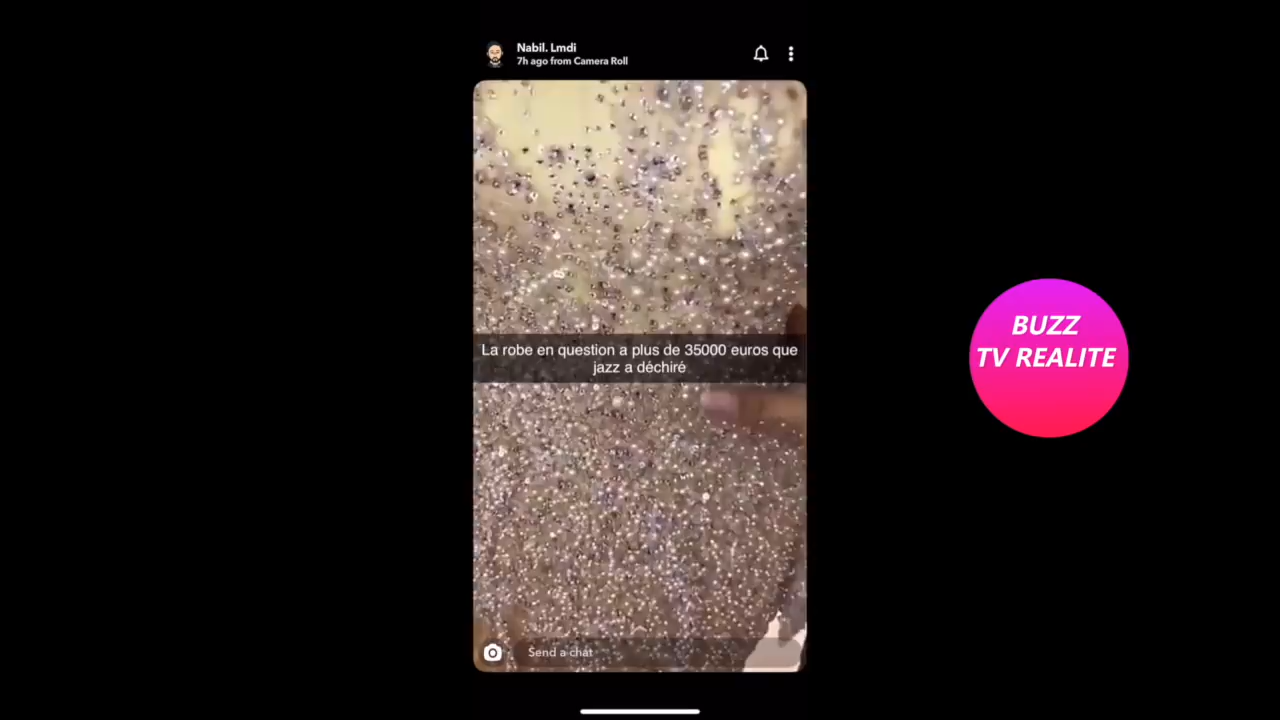 Nabil. Lmdi
7h ago from Camera Roll
La robe en question a plus de 35000 euros que
jazz a déchiré
BUZZ
TV REALITE
Send a chat